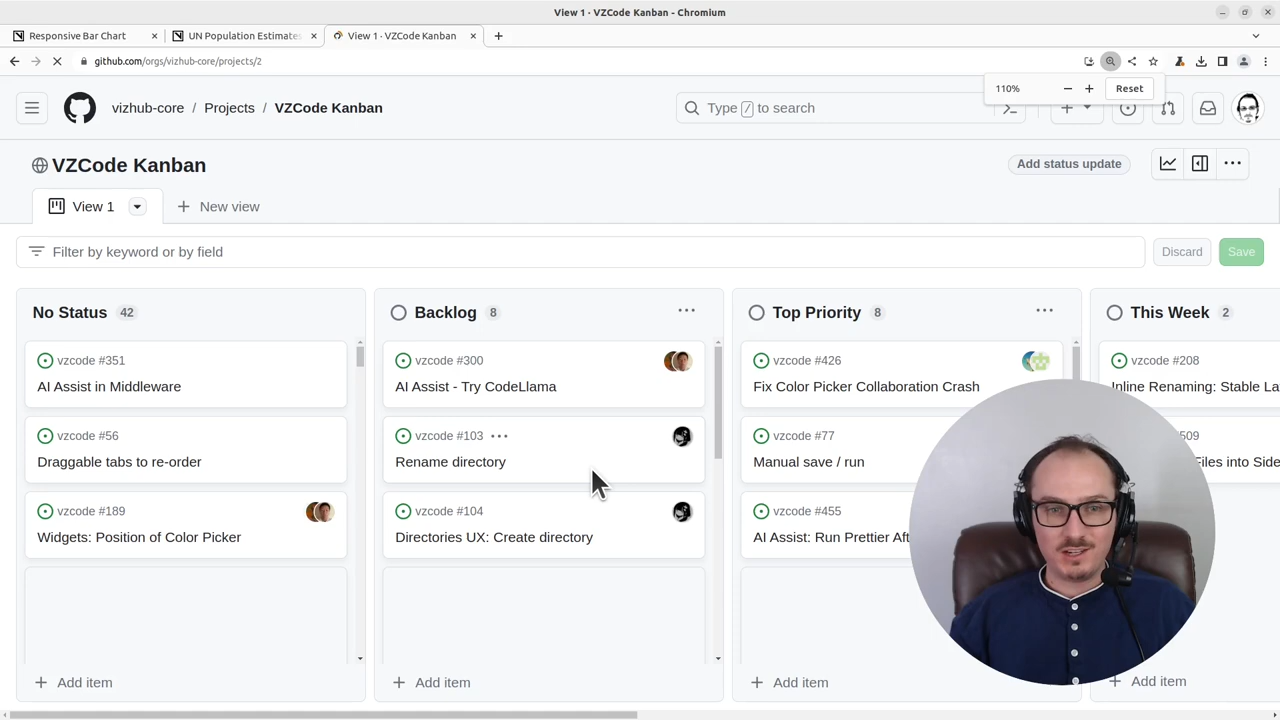 View 1 · VZCode Kanban - Chromium
Responsive Bar Chart
UN Population Estimates
View 1 · VZCode Kanban
github.com/orgs/vizhub-core/projects/2
110%
Reset
vizhub-core / Projects / VZCode Kanban
Type / to search
VZCode Kanban
Add status update
View 1
New view
Filter by keyword or by field
Discard
Save
No Status 42
vzcode #351
AI Assist in Middleware
vzcode #56
Draggable tabs to re-order
vzcode #189
Widgets: Position of Color Picker
Add item
Backlog 8
vzcode #300
AI Assist - Try CodeLlama
vzcode #103
Rename directory
vzcode #104
Directories UX: Create directory
Add item
Top Priority 8
vzcode #426
Fix Color Picker Collaboration Crash
vzcode #77
Manual save / run
vzcode #455
AI Assist: Run Prettier Aft
Add item
This Week 2
vzcode #208
Inline Renaming: Stable La
509
Files into Side
Add item